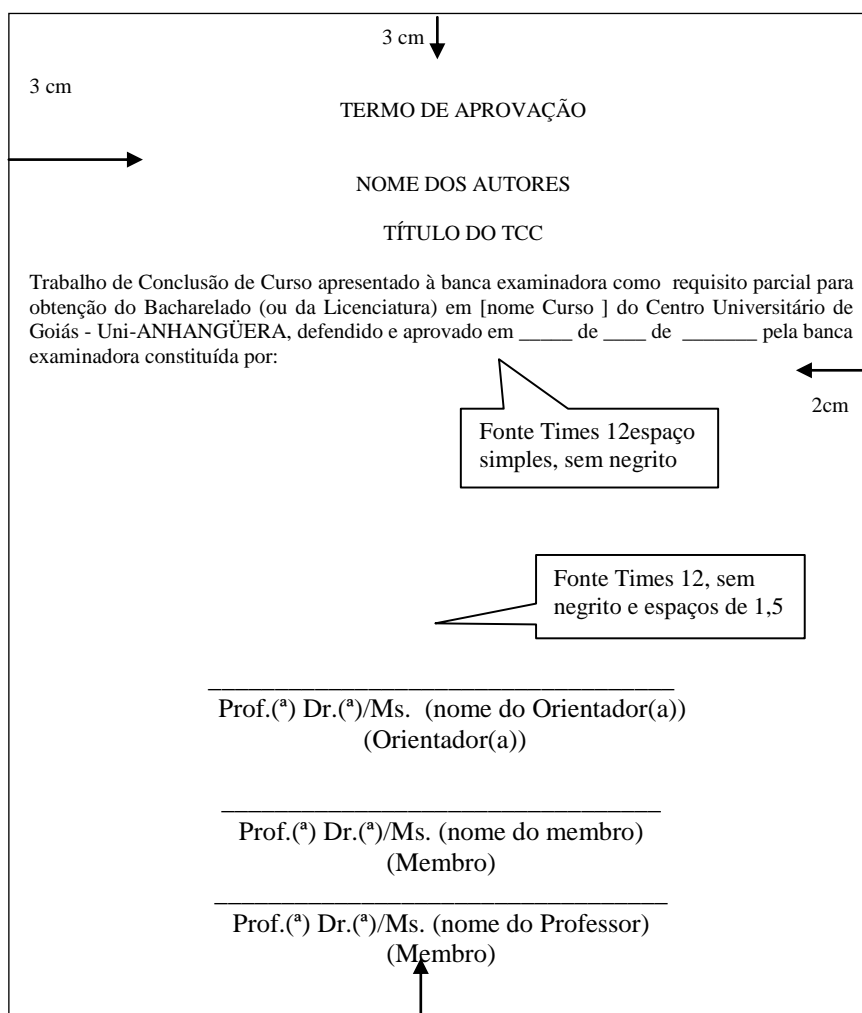 3 cm
3 cm
TERMO DE APROVAÇÃO
NOME DOS AUTORES
TÍTULO DO TCC
Trabalho de Conclusão de Curso apresentado à banca examinadora como requisito parcial para
obtenção do Bacharelado (ou da Licenciatura) em [nome Curso ] do Centro Universitário de
Goiás - Uni-ANHANGÜERA, defendido e aprovado em _____ de ____ de _______ pela banca
examinadora constituída por:
2cm
Fonte Times 12espaço
simples, sem negrito
Fonte Times 12, sem
negrito e espaços de 1,5
___________________________________
Prof.(ª) Dr.(ª)/Ms. (nome do Orientador(a))
(Orientador(a))
_________________________________
Prof.(ª) Dr.(ª)/Ms. (nome do membro)
(Membro)
__________________________________
Prof.(ª) Dr.(ª)/Ms. (nome do Professor)
(Membro)